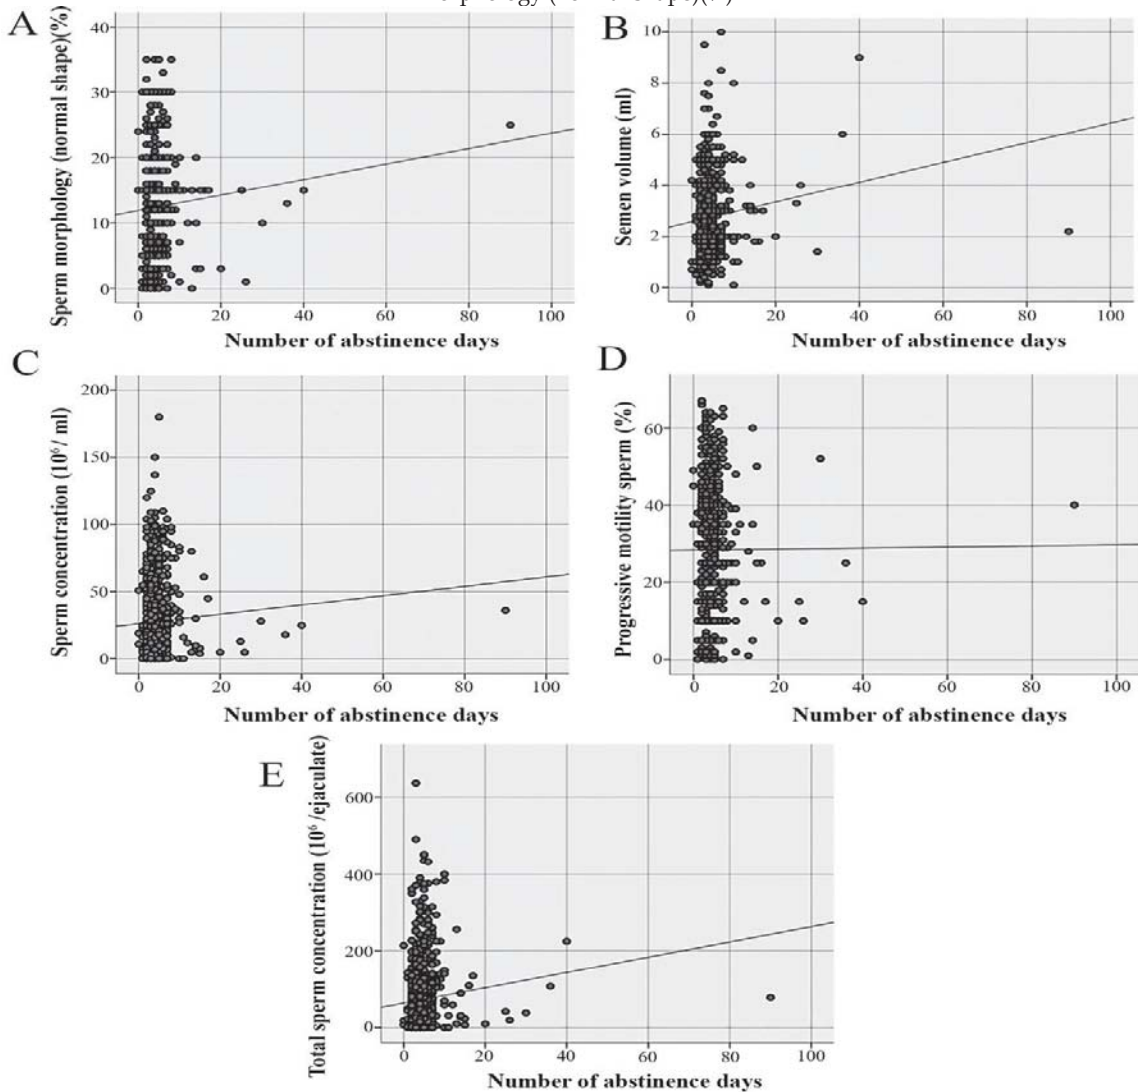 A
Sperm morphology (normal shape)(%)
40
30
20
10
0
0 20 40 60 80 100
Number of abstinence days
B
Semen volume (ml)
10
8
6
4
2
0
0 20 40 60 80 100
Number of abstinence days
C
Sperm concentration (10⁶/ ml)
200
150
100
50
0
0 20 40 60 80 100
Number of abstinence days
D
Progressive motility sperm (%)
60
40
20
0
0 20 40 60 80 100
Number of abstinence days
E
Total sperm concentration (10⁶ /ejaculate)
600
400
200
0
0 20 40 60 80 100
Number of abstinence days